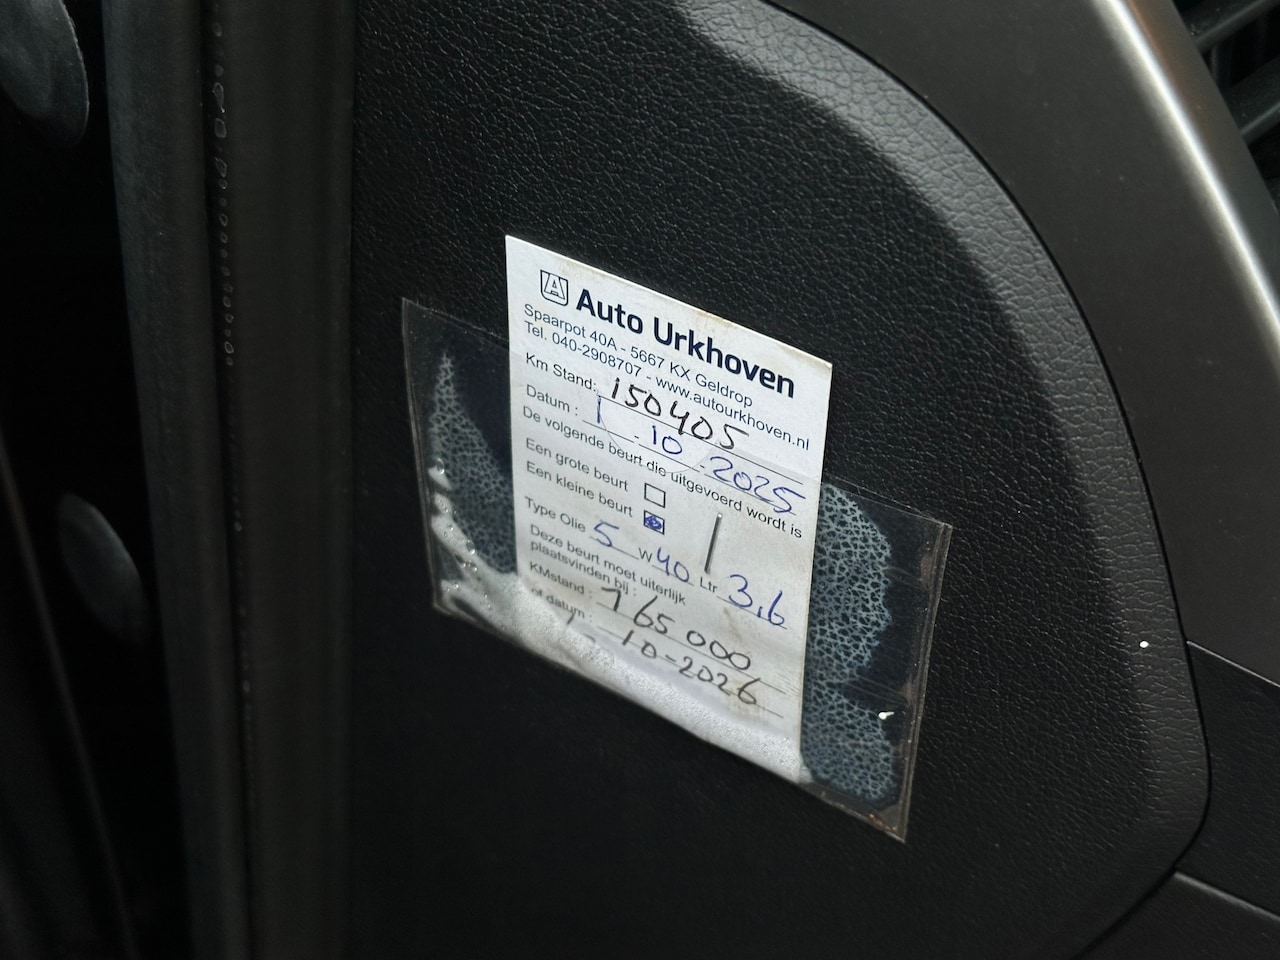 Auto Urkhoven
Spaarpot 40A - 5667 KX Geldrop
Tel. 040-2908707 - www.autourkhoven.nl
Km Stand: 150405
Datum : 1 - 10 - 2025
De volgende beurt die uitgevoerd wordt is
Een grote beurt
Een kleine beurt
Type Olie 5 W 40 Ltr 3,6
Deze beurt moet uiterlijk
plaatsvinden bij :
KMstand : 165 000
of datum : 1-10-2026